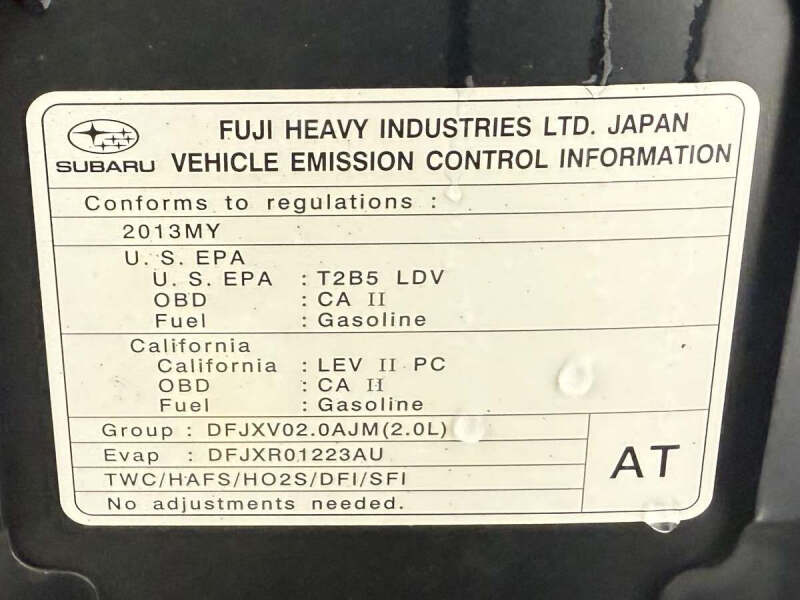 SUBARU
FUJI HEAVY INDUSTRIES LTD. JAPAN
VEHICLE EMISSION CONTROL INFORMATION
Conforms to regulations :
2013MY
U. S. EPA
U. S. EPA : T2B5 LDV
OBD : CA II
Fuel : Gasoline
California
California : LEV II PC
OBD : CA II
Fuel : Gasoline
Group : DFJXV02.0AJM(2.0L)
Evap : DFJXR01223AU
TWC/HAFS/HO2S/DFI/SFI
No adjustments needed.
AT